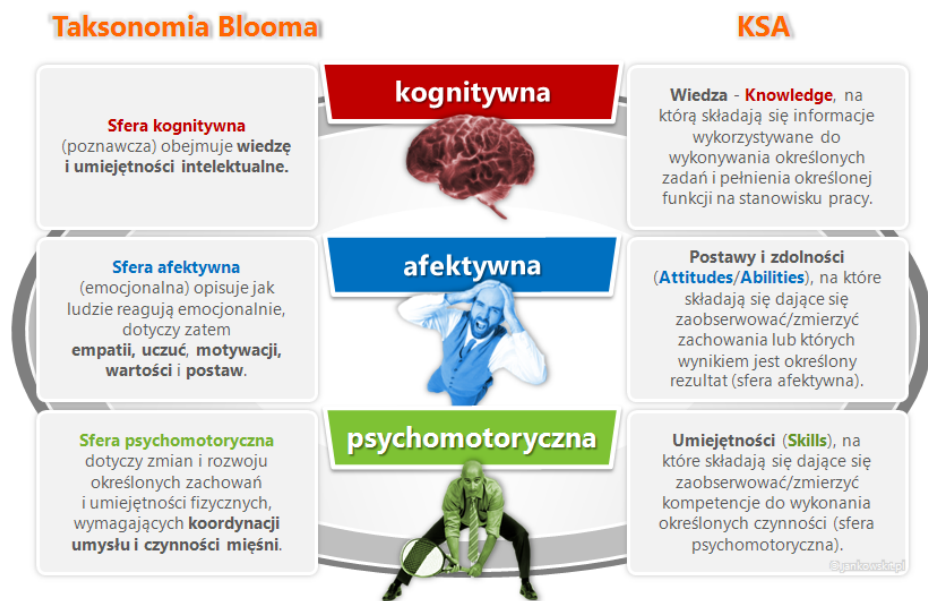 Taksonomia Blooma
KSA
kognitywna
Sfera kognitywna
(poznawcza) obejmuje wiedzę
i umiejętności intelektualne.
Wiedza - Knowledge, na
którą składają się informacje
wykorzystywane do
wykonywania określonych
zadań i pełnienia określonej
funkcji na stanowisku pracy.
afektywna
Sfera afektywna
(emocjonalna) opisuje jak
ludzie reagują emocjonalnie,
dotyczy zatem
empatii, uczuć, motywacji,
wartości i postaw.
Postawy i zdolności
(Attitudes/Abilities), na które
składają się dające się
zaobserwować/zmierzyć
zachowania lub których
wynikiem jest określony
rezultat (sfera afektywna).
psychomotoryczna
Sfera psychomotoryczna
dotyczy zmian i rozwoju
określonych zachowań
i umiejętności fizycznych,
wymagających koordynacji
umysłu i czynności mięśni.
Umiejętności (Skills), na
które składają się dające się
zaobserwować/zmierzyć
kompetencje do wykonania
określonych czynności (sfera
psychomotoryczna).
©jankowskit.pl